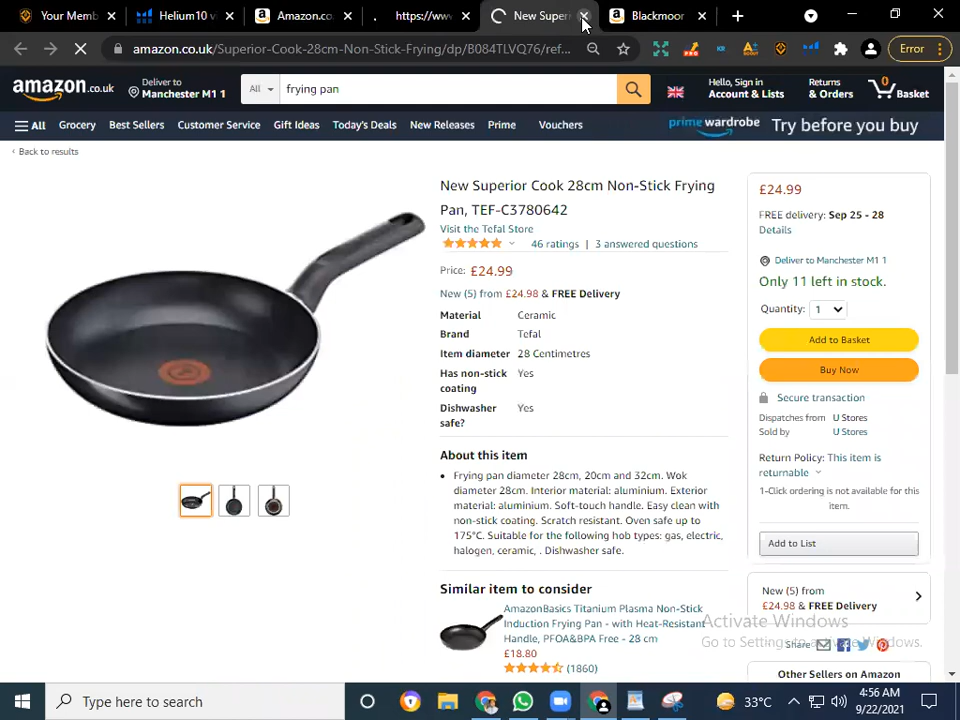 Your Memb
Helium10 v
Amazon.co
https://ww
New Superi
Blackmoor
amazon.co.uk/Superior-Cook-28cm-Non-Stick-Frying/dp/B084TLVQ76/ref...
Error
amazon.co.uk
Deliver to
Manchester M1 1
All
frying pan
Hello, Sign in
Account & Lists
Returns
& Orders
0
Basket
All
Grocery
Best Sellers
Customer Service
Gift Ideas
Today's Deals
New Releases
Prime
Vouchers
prime wardrobe
Try before you buy
‹ Back to results
New Superior Cook 28cm Non-Stick Frying
Pan, TEF-C3780642
Visit the Tefal Store
46 ratings | 3 answered questions
Price: £24.99
New (5) from £24.98 & FREE Delivery
Material Ceramic
Brand Tefal
Item diameter 28 Centimetres
Has non-stick Yes
coating
Dishwasher Yes
safe?
About this item
• Frying pan diameter 28cm, 20cm and 32cm. Wok
diameter 28cm. Interior material: aluminium. Exterior
material: aluminium. Soft-touch handle. Easy clean with
non-stick coating. Scratch resistant. Oven safe up to
175°C. Suitable for the following hob types: gas, electric,
halogen, ceramic, . Dishwasher safe.
Similar item to consider
AmazonBasics Titanium Plasma Non-Stick
Induction Frying Pan - with Heat-Resistant
Handle, PFOA&BPA Free - 28 cm
£18.80
(1860)
£24.99
FREE delivery: Sep 25 - 28
Details
Deliver to Manchester M1 1
Only 11 left in stock.
Quantity: 1
Add to Basket
Buy Now
Secure transaction
Dispatches from U Stores
Sold by U Stores
Return Policy: This item is
returnable
1-Click ordering is not available for this
item.
Add to List
New (5) from
£24.98 & FREE Delivery
Activate Windows
Go to Settings to activate Windows.
Share
Other Sellers on Amazon
Type here to search
33°C
4:56 AM
9/22/2021